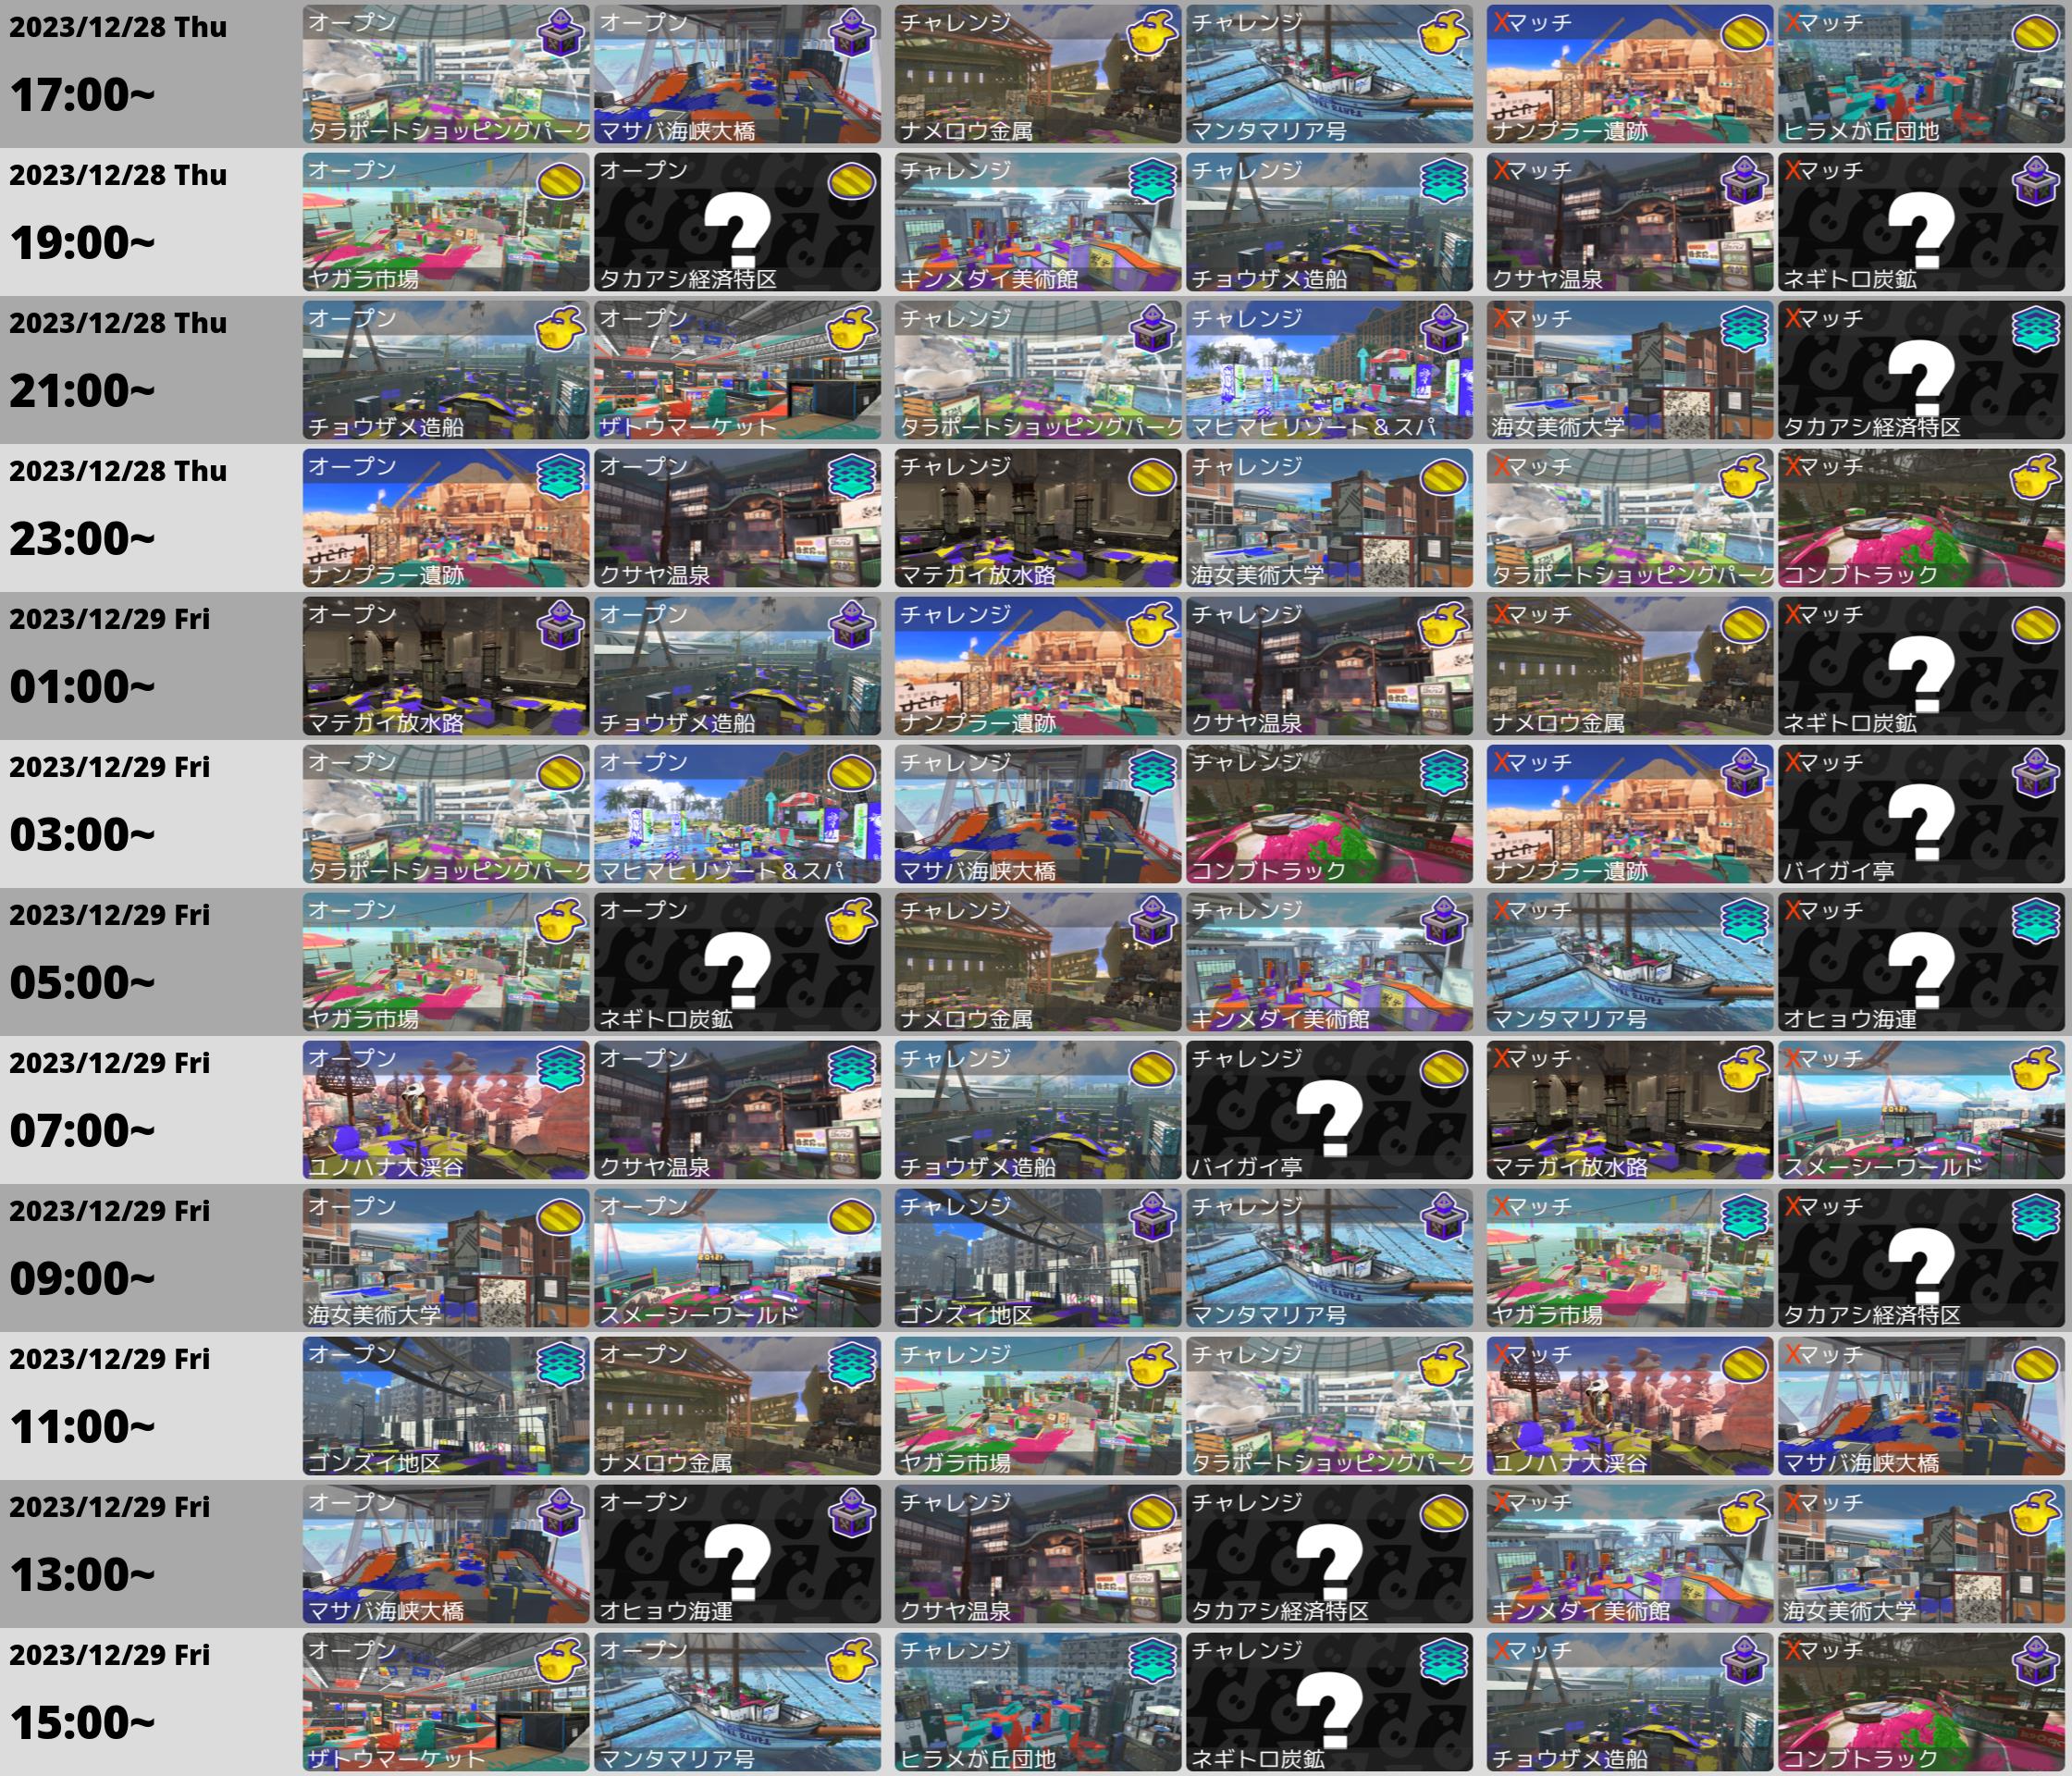 2023/12/28 Thu
17:00~
オープン
タラポートショッピングパーク
オープン
マサバ海峡大橋
チャレンジ
ナメロウ金属
チャレンジ
マンタマリア号
Xマッチ
ナンプラー遺跡
Xマッチ
ヒラメが丘団地
2023/12/28 Thu
19:00~
オープン
ヤガラ市場
オープン
?
タカアシ経済特区
チャレンジ
キンメダイ美術館
チャレンジ
チョウザメ造船
Xマッチ
クサヤ温泉
Xマッチ
?
ネギトロ炭鉱
2023/12/28 Thu
21:00~
オープン
チョウザメ造船
オープン
ザトウマーケット
チャレンジ
タラポートショッピングパーク
チャレンジ
マヒマヒリゾート＆スパ
Xマッチ
海女美術大学
Xマッチ
?
タカアシ経済特区
2023/12/28 Thu
23:00~
オープン
ナンプラー遺跡
オープン
クサヤ温泉
チャレンジ
マテガイ放水路
チャレンジ
海女美術大学
Xマッチ
タラポートショッピングパーク
Xマッチ
コンブトラック
2023/12/29 Fri
01:00~
オープン
マテガイ放水路
オープン
チョウザメ造船
チャレンジ
ナンプラー遺跡
チャレンジ
クサヤ温泉
Xマッチ
ナメロウ金属
Xマッチ
?
ネギトロ炭鉱
2023/12/29 Fri
03:00~
オープン
タラポートショッピングパーク
オープン
マヒマヒリゾート＆スパ
チャレンジ
マサバ海峡大橋
チャレンジ
コンブトラック
Xマッチ
ナンプラー遺跡
Xマッチ
?
バイガイ亭
2023/12/29 Fri
05:00~
オープン
ヤガラ市場
オープン
?
ネギトロ炭鉱
チャレンジ
ナメロウ金属
チャレンジ
キンメダイ美術館
Xマッチ
マンタマリア号
Xマッチ
?
オヒョウ海運
2023/12/29 Fri
07:00~
オープン
ユノハナ大渓谷
オープン
クサヤ温泉
チャレンジ
チョウザメ造船
チャレンジ
?
バイガイ亭
Xマッチ
マテガイ放水路
Xマッチ
スメーシーワールド
2023/12/29 Fri
09:00~
オープン
海女美術大学
オープン
スメーシーワールド
チャレンジ
ゴンズイ地区
チャレンジ
マンタマリア号
Xマッチ
ヤガラ市場
Xマッチ
?
タカアシ経済特区
2023/12/29 Fri
11:00~
オープン
ゴンズイ地区
オープン
ナメロウ金属
チャレンジ
ヤガラ市場
チャレンジ
タラポートショッピングパーク
Xマッチ
ユノハナ大渓谷
Xマッチ
マサバ海峡大橋
2023/12/29 Fri
13:00~
オープン
マサバ海峡大橋
オープン
?
オヒョウ海運
チャレンジ
クサヤ温泉
チャレンジ
?
タカアシ経済特区
Xマッチ
キンメダイ美術館
Xマッチ
海女美術大学
2023/12/29 Fri
15:00~
オープン
ザトウマーケット
オープン
マンタマリア号
チャレンジ
ヒラメが丘団地
チャレンジ
?
ネギトロ炭鉱
Xマッチ
チョウザメ造船
Xマッチ
コンブトラック